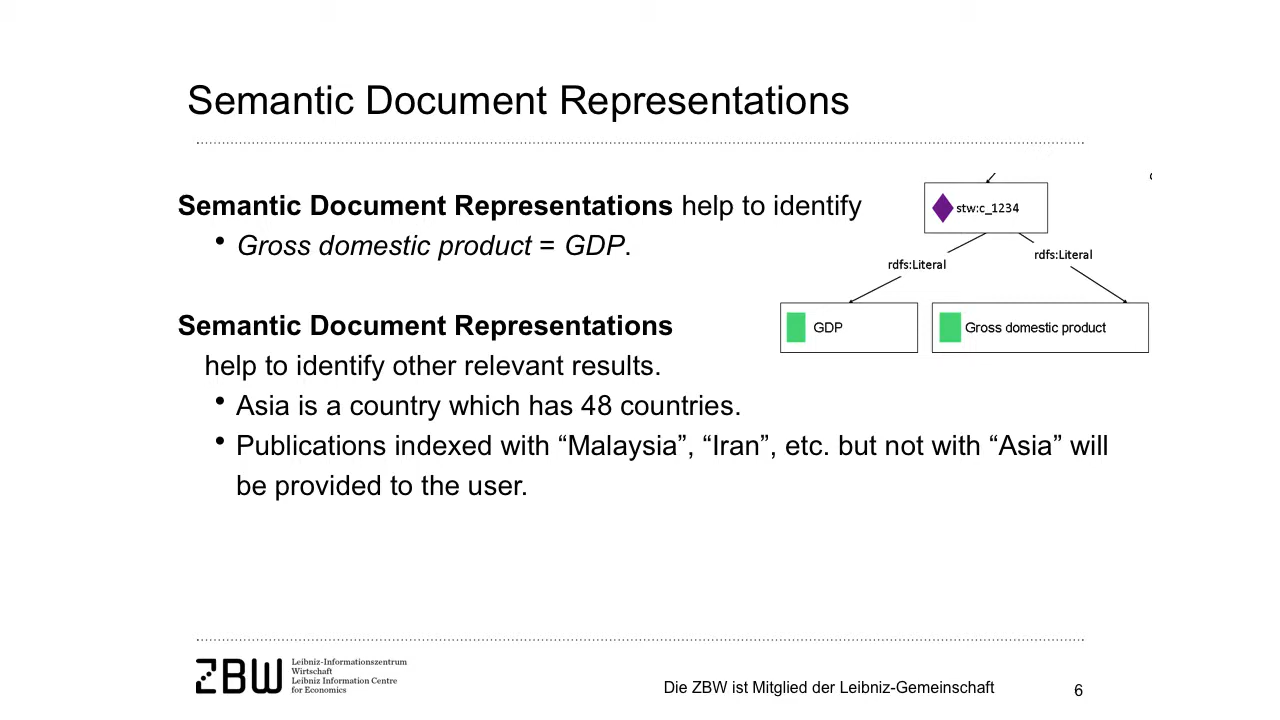 Semantic Document Representations
Semantic Document Representations help to identify
• Gross domestic product = GDP.
stw:c_1234
rdfs:Literal
rdfs:Literal
GDP
Gross domestic product
Semantic Document Representations
help to identify other relevant results.
• Asia is a country which has 48 countries.
• Publications indexed with “Malaysia”, “Iran”, etc. but not with “Asia” will
be provided to the user.
ZBW
Leibniz-Informationszentrum
Wirtschaft
Leibniz Information Centre
for Economics
Die ZBW ist Mitglied der Leibniz-Gemeinschaft
6